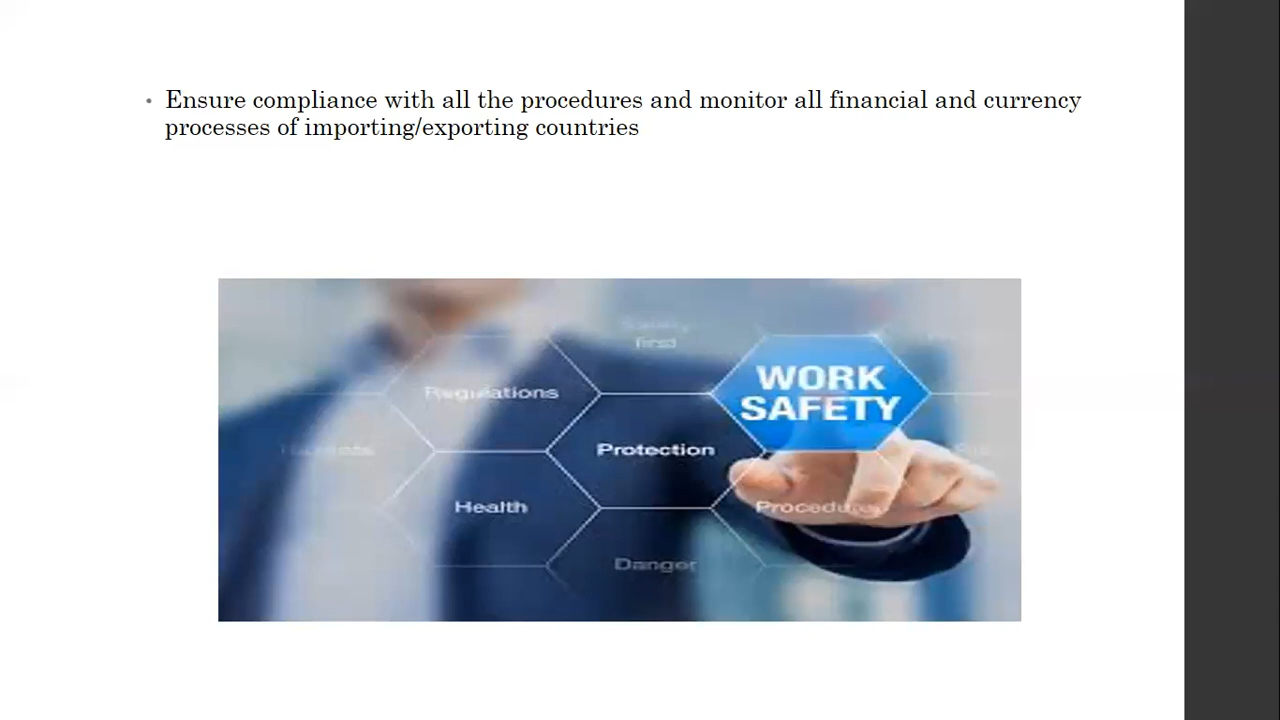 • Ensure compliance with all the procedures and monitor all financial and currency
processes of importing/exporting countries
first
WORK
SAFETY
Regulations
Protection
Health
Danger